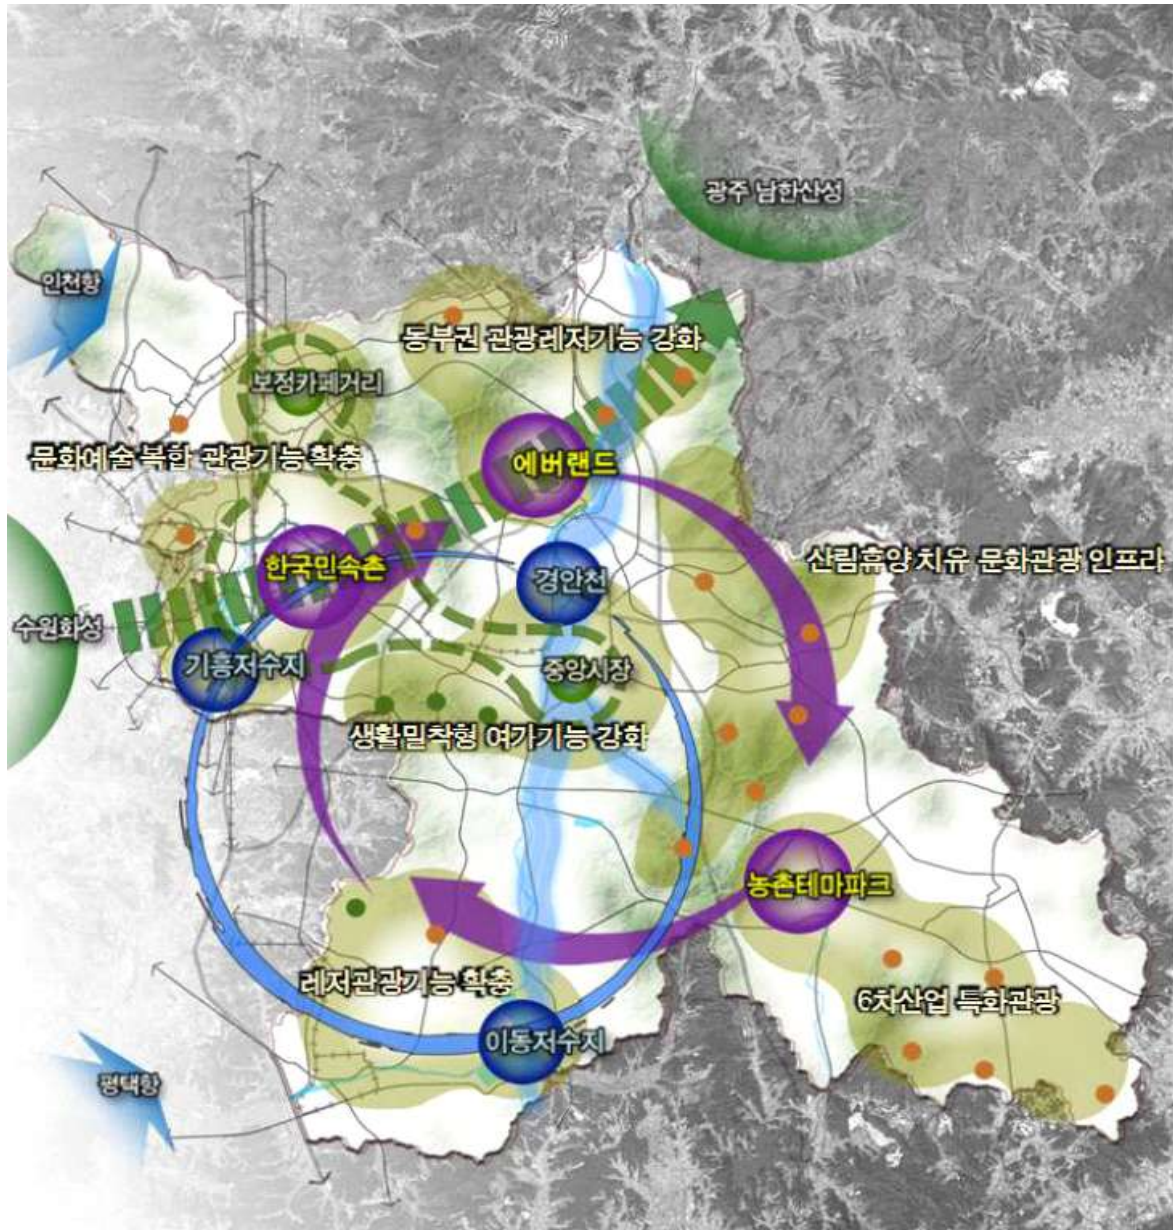 광주 남한산성
인천항
동부권 관광레저기능 강화
보정카페거리
문화예술 복합 관광기능 확충
에버랜드
한국민속촌
경안천
산림휴양 치유 문화관광 인프라
수원화성
기흥저수지
중앙시장
생활밀착형 여가기능 강화
농촌테마파크
레저관광기능 확충
6차산업 특화관광
이동저수지
평택항